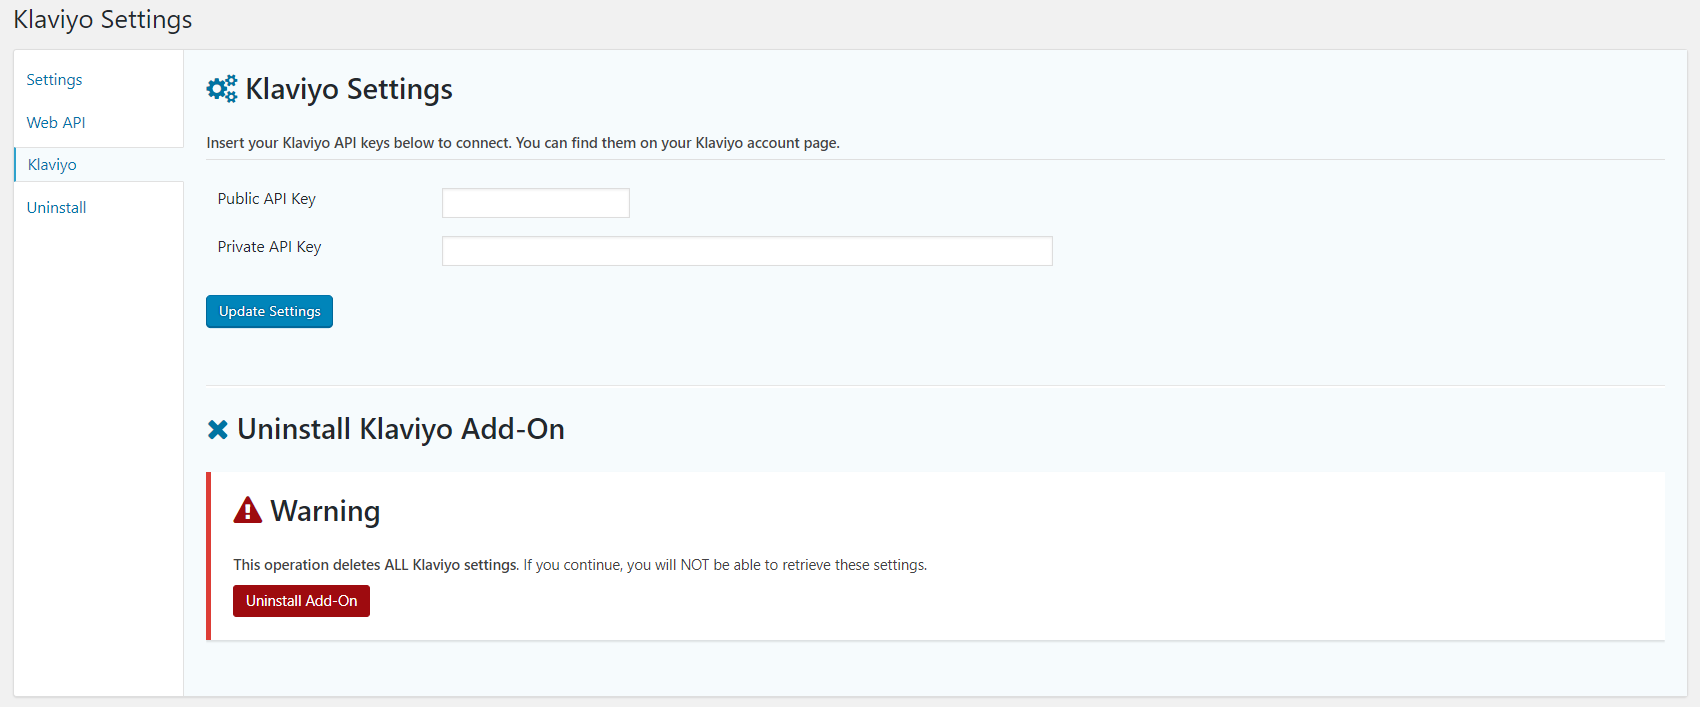 Klaviyo Settings
Settings
Web API
Klaviyo
Uninstall
Klaviyo Settings
Insert your Klaviyo API keys below to connect. You can find them on your Klaviyo account page.
Public API Key
Private API Key
Update Settings
Uninstall Klaviyo Add-On
Warning
This operation deletes ALL Klaviyo settings. If you continue, you will NOT be able to retrieve these settings.
Uninstall Add-On